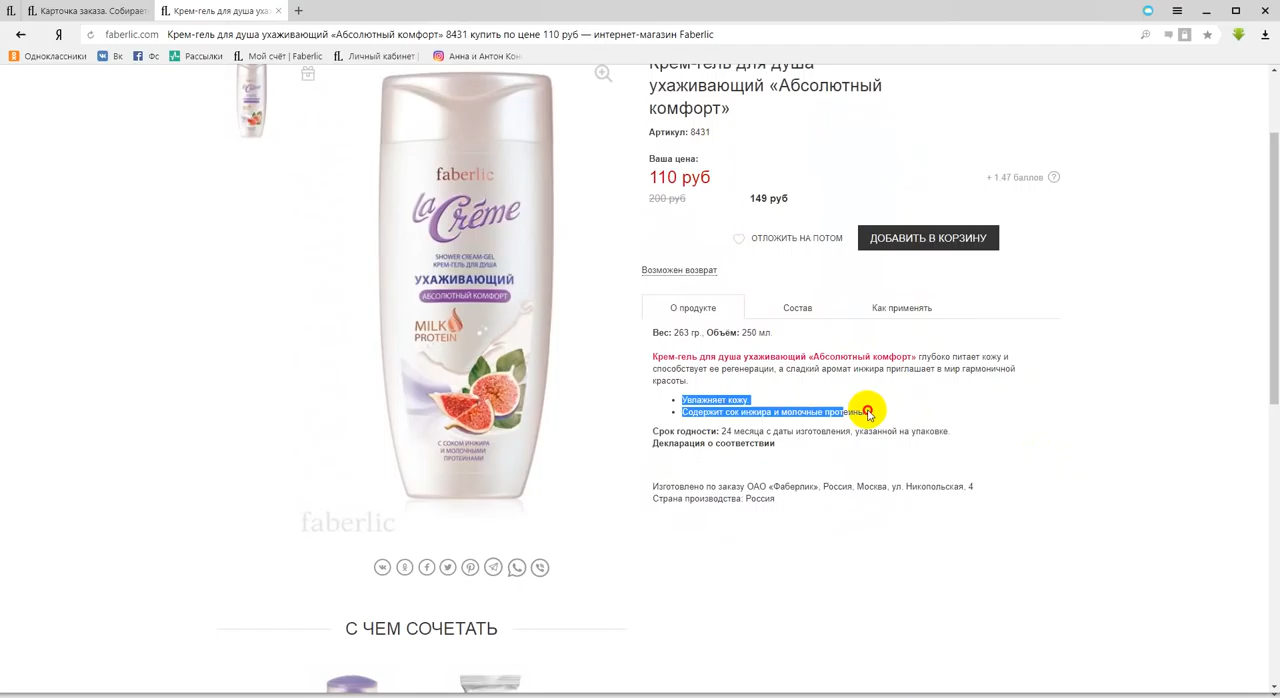 Карточка заказа. Собирает
Крем-гель для душа уха
faberlic.com Крем-гель для душа ухаживающий «Абсолютный комфорт» 8431 купить по цене 110 руб — интернет-магазин Faberlic
Одноклассники Вк Фс Рассылки Мой счёт | Faberlic Личный кабинет | Анна и Антон Кон
Крем-гель для душа
ухаживающий «Абсолютный
комфорт»
Артикул: 8431
Ваша цена:
110 руб
+ 1.47 баллов ?
200 руб 149 руб
ОТЛОЖИТЬ НА ПОТОМ ДОБАВИТЬ В КОРЗИНУ
Возможен возврат
О продукте Состав Как применять
Вес: 263 гр., Объём: 250 мл.
Крем-гель для душа ухаживающий «Абсолютный комфорт» глубоко питает кожу и
способствует ее регенерации, а сладкий аромат инжира приглашает в мир гармоничной
красоты.
Увлажняет кожу.
Содержит сок инжира и молочные протеины
Срок годности: 24 месяца с даты изготовления, указанной на упаковке.
Декларация о соответствии
Изготовлено по заказу ОАО «Фаберлик», Россия, Москва, ул. Никольская, 4
Страна производства: Россия
faberlic
la Crème
SHOWER CREAM-GEL
КРЕМ-ГЕЛЬ ДЛЯ ДУША
УХАЖИВАЮЩИЙ
АБСОЛЮТНЫЙ КОМФОРТ
MILK
PROTEIN
С СОКОМ ИНЖИРА
И МОЛОЧНЫМИ
ПРОТЕИНАМИ
faberlic
С ЧЕМ СОЧЕТАТЬ